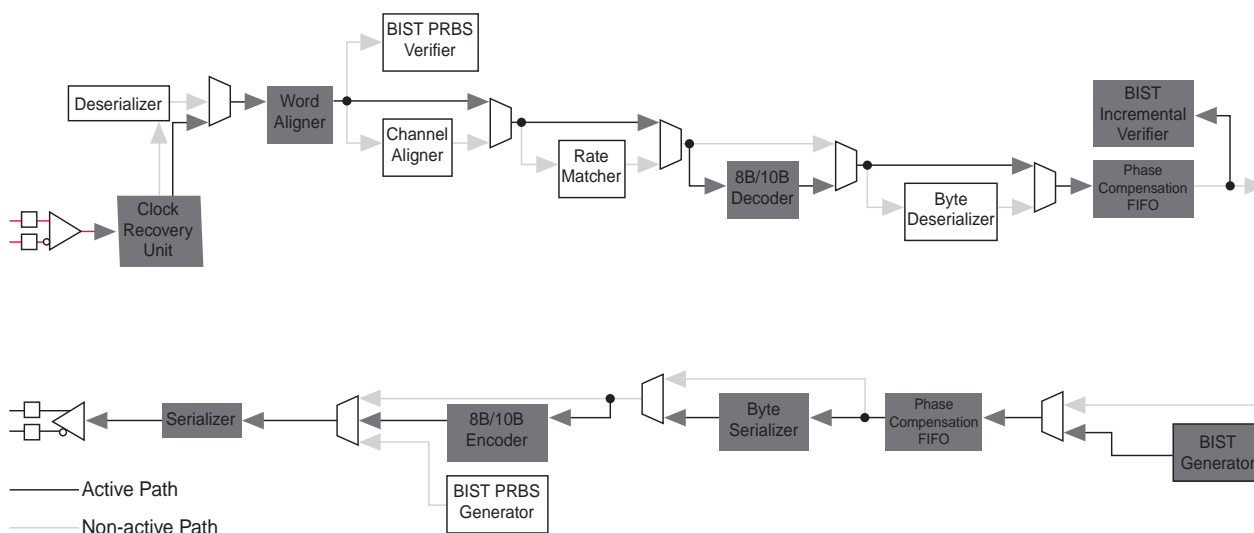 BIST PRBS
Verifier
Deserializer
Word
Aligner
Channel
Aligner
Rate
Matcher
BIST
Incremental
Verifier
8B/10B
Decoder
Byte
Deserializer
Phase
Compensation
FIFO
Clock
Recovery
Unit
Serializer
8B/10B
Encoder
Byte
Serializer
Phase
Compensation
FIFO
BIST
Generator
BIST PRBS
Generator
Active Path
Non-active Path